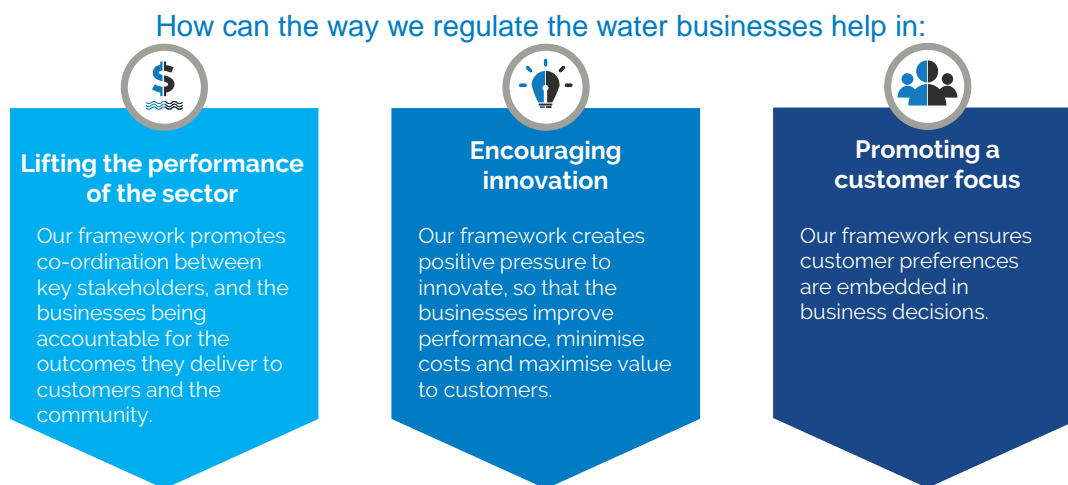 How can the way we regulate the water businesses help in:
Lifting the performance
of the sector
Our framework promotes
co-ordination between
key stakeholders, and the
businesses being
accountable for the
outcomes they deliver to
customers and the
community.
Encouraging
innovation
Our framework creates
positive pressure to
innovate, so that the
businesses improve
performance, minimise
costs and maximise value
to customers.
Promoting a
customer focus
Our framework ensures
customer preferences
are embedded in
business decisions.